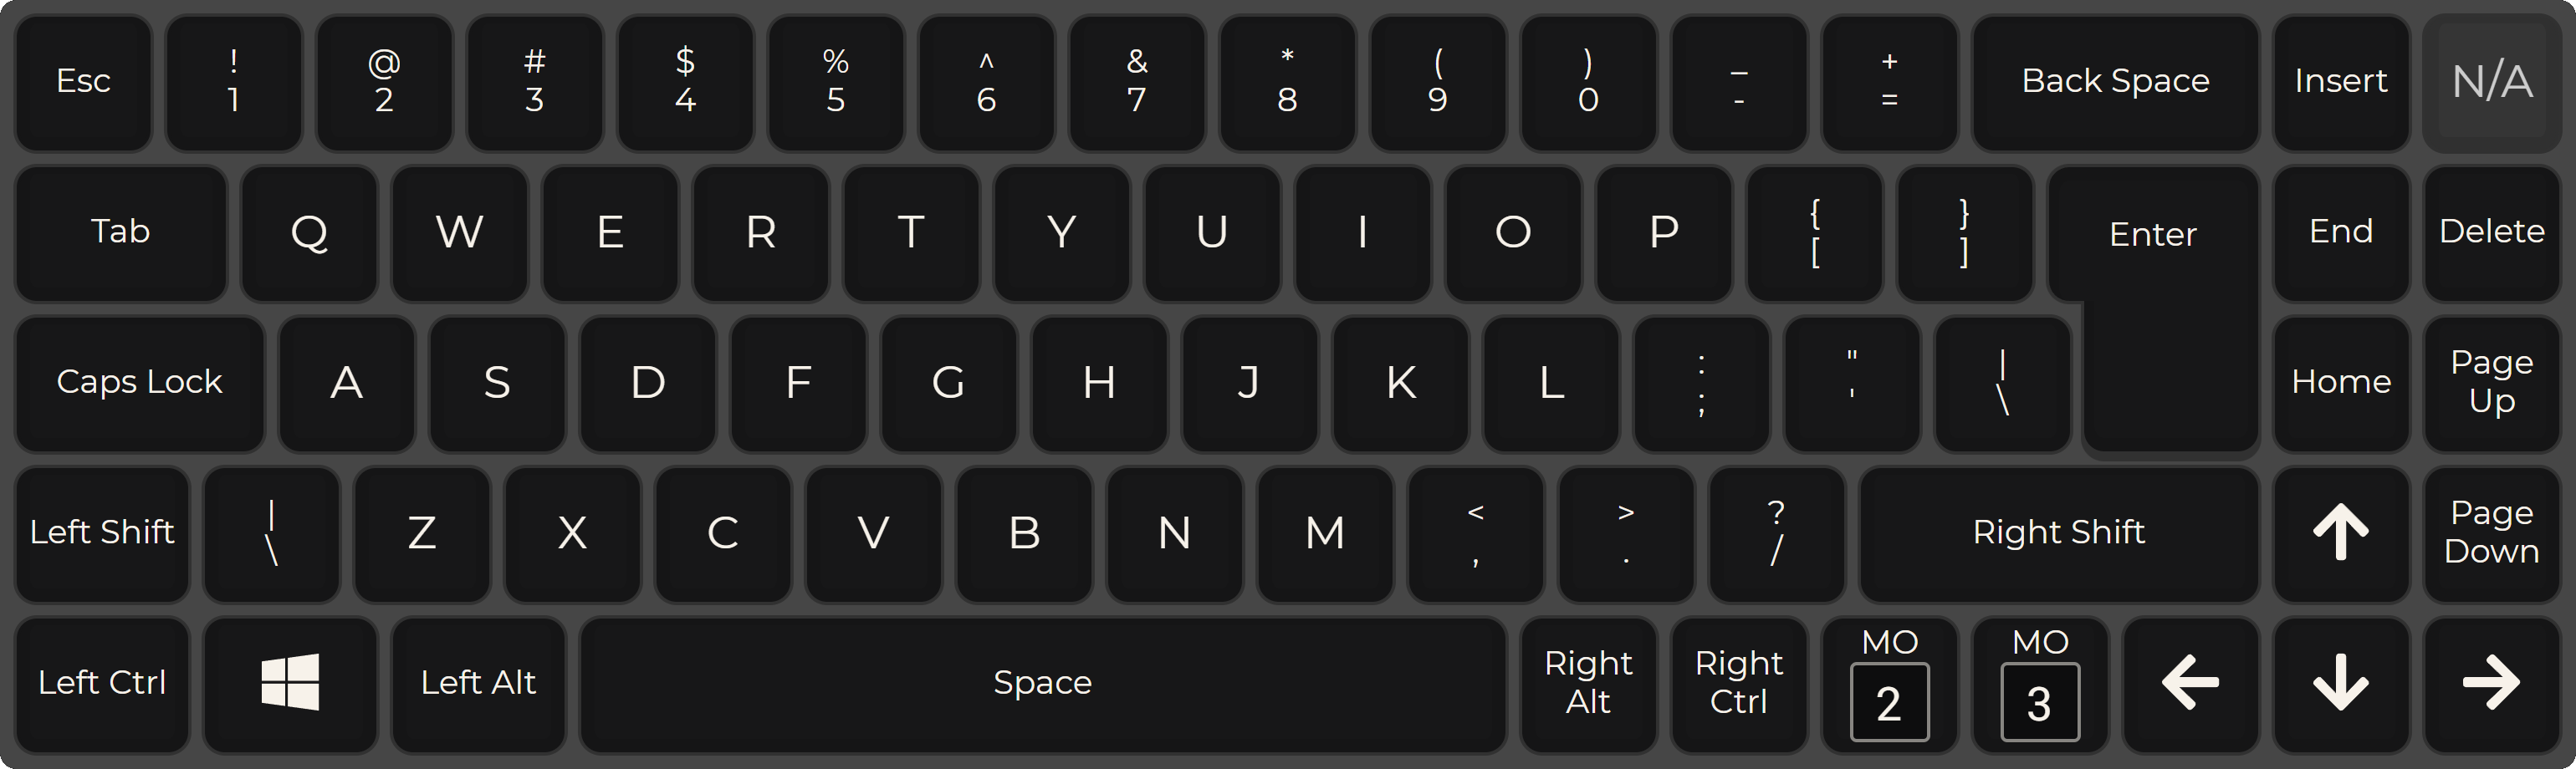 Esc ! @ # $ % ^ & * ( ) _ + Back Space Insert N/A
1 2 3 4 5 6 7 8 9 0 - =
Tab Q W E R T Y U I O P { } Enter End Delete
[ ]
Caps Lock A S D F G H J K L : " | Home Page Up
; ' \
Left Shift | Z X C V B N M < > ? Right Shift Page Down
\ , . /
Left Ctrl Left Alt Space Right Alt Right Ctrl MO 2 MO 3